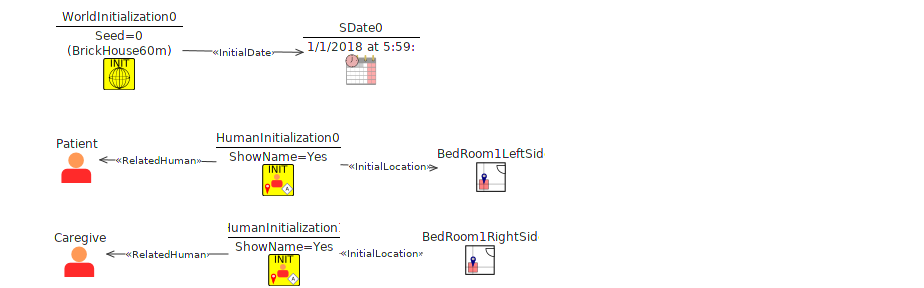 WorldInitialization0
Seed=0
(BrickHouse60m)
INIT
«InitialDate»
SDate0
1/1/2018 at 5:59:
Patient
«RelatedHuman»
HumanInitialization0
ShowName=Yes
INIT
A
«InitialLocation»
BedRoom1LeftSid
Caregive
«RelatedHuman»
HumanInitialization1
ShowName=Yes
INIT
A
«InitialLocation»
BedRoom1RightSid